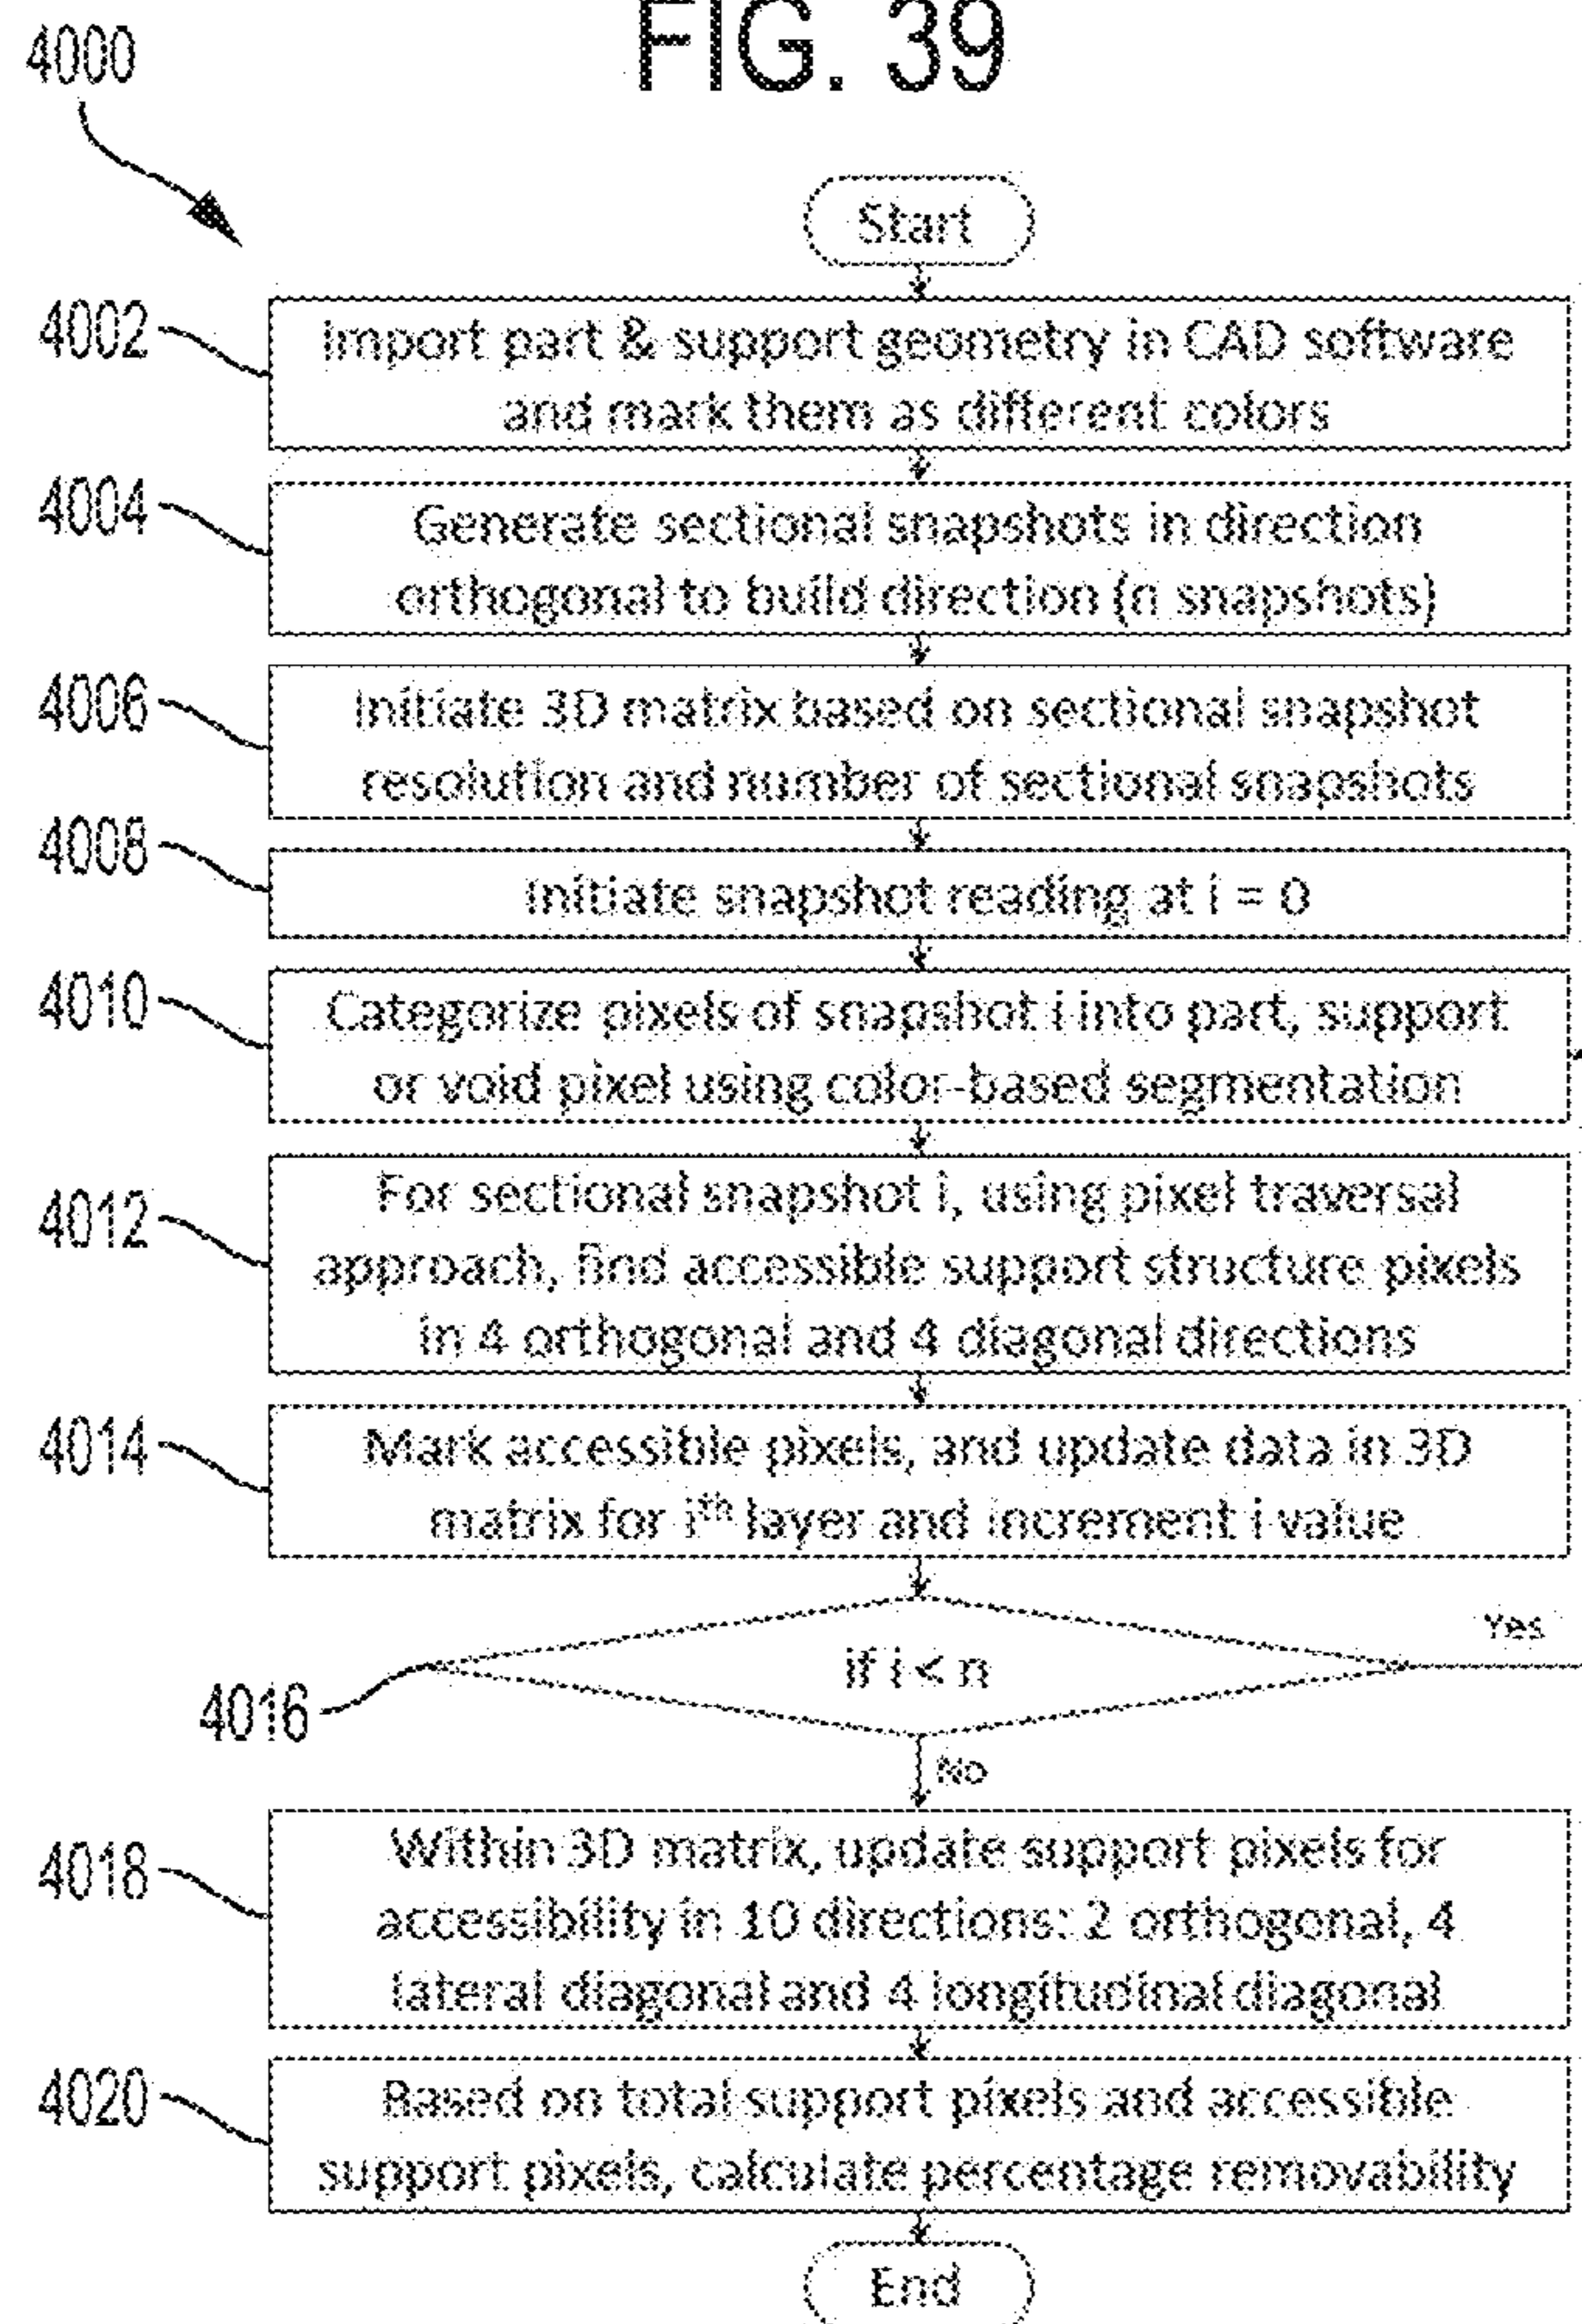 FIG. 39
4000
Start
4002
Import part & support geometry in CAD software
and mark them as different colors
4004
Generate sectional snapshots in direction
orthogonal to build direction (n snapshots)
4006
Initiate 3D matrix based on sectional snapshot
resolution and number of sectional snapshots
4008
Initiate snapshot reading at i = 0
4010
Categorize pixels of snapshot i into part, support
or void pixel using color-based segmentation
4012
For sectional snapshot i, using pixel traversal
approach, find accessible support structure pixels
in 4 orthogonal and 4 diagonal directions
4014
Mark accessible pixels, and update data in 3D
matrix for iᵗʰ layer and increment i value
Yes
if i < n
4016
No
4018
Within 3D matrix, update support pixels for
accessibility in 10 directions: 2 orthogonal, 4
lateral diagonal and 4 longitudinal diagonal
4020
Based on total support pixels and accessible
support pixels, calculate percentage removability
End